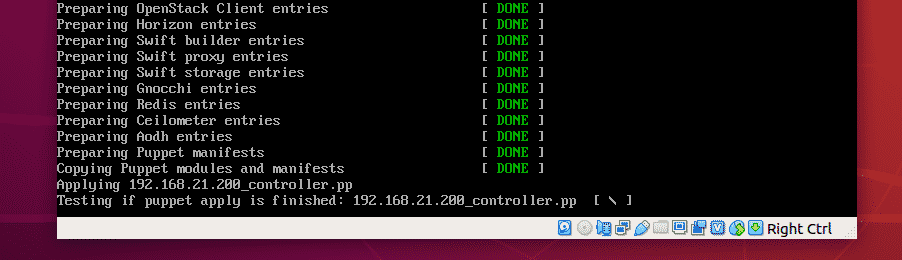 Preparing OpenStack Client entries [ DONE ]
Preparing Horizon entries [ DONE ]
Preparing Swift builder entries [ DONE ]
Preparing Swift proxy entries [ DONE ]
Preparing Swift storage entries [ DONE ]
Preparing Gnocchi entries [ DONE ]
Preparing Redis entries [ DONE ]
Preparing Ceilometer entries [ DONE ]
Preparing Aodh entries [ DONE ]
Preparing Puppet manifests [ DONE ]
Copying Puppet modules and manifests [ DONE ]
Applying 192.168.21.200_controller.pp
Testing if puppet apply is finished: 192.168.21.200_controller.pp [ \ ]
Right Ctrl